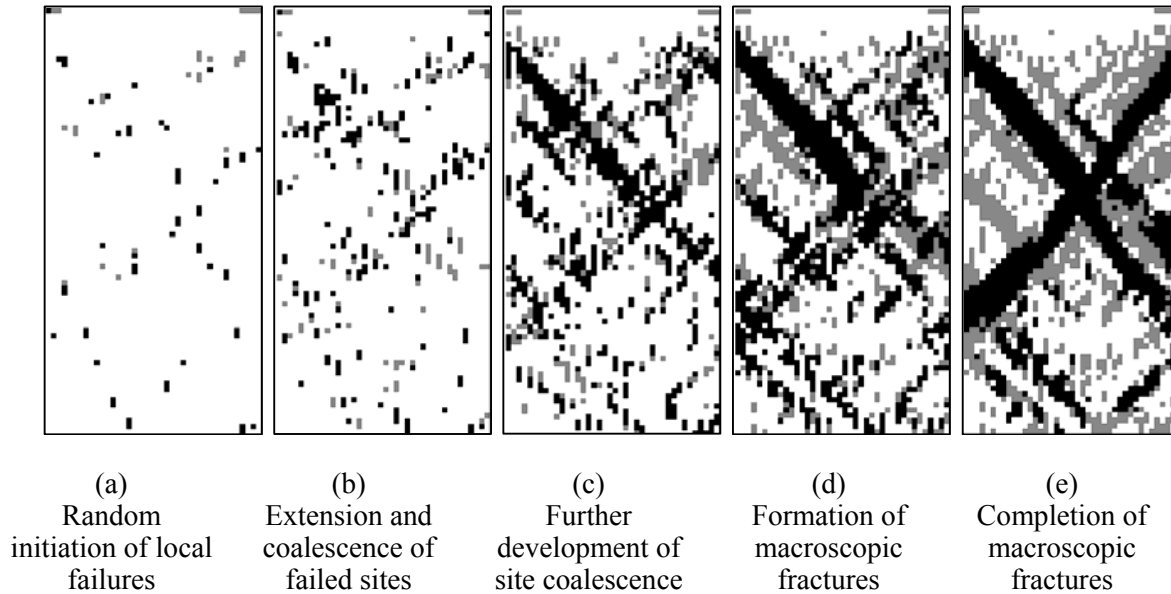 (a)
Random
initiation of local
failures
(b)
Extension and
coalescence of
failed sites
(c)
Further
development of
site coalescence
(d)
Formation of
macroscopic
fractures
(e)
Completion of
macroscopic
fractures